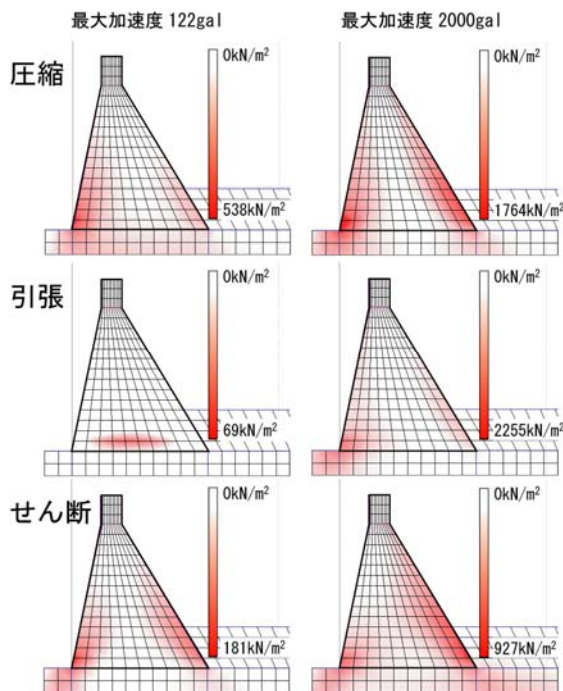 最大加速度 122gal
最大加速度 2000gal
圧縮
0kN/m²
538kN/m²
0kN/m²
1764kN/m²
引張
0kN/m²
69kN/m²
0kN/m²
2255kN/m²
せん断
0kN/m²
181kN/m²
0kN/m²
927kN/m²